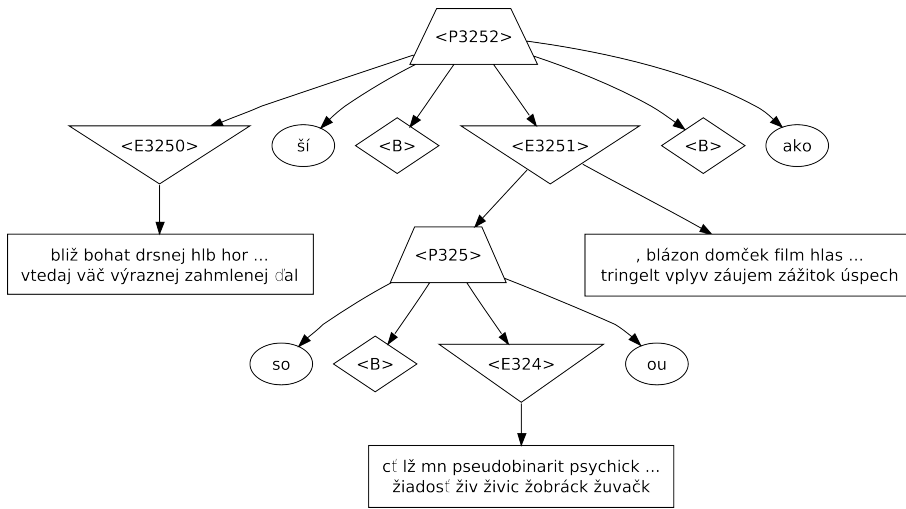 <P3252>
<E3250>
ší
<B>
<E3251>
<B>
ako
bliž bohat drsnej hlb hor ...
vtedaj väč výraznej zahmlenej ďal
<P325>
, blázon domček film hlas ...
tringelt vplyv záujem zážitok úspech
so
<B>
<E324>
ou
cť lž mn pseudobinarit psychick ...
žiadosť živ živic žobráck žuvačk